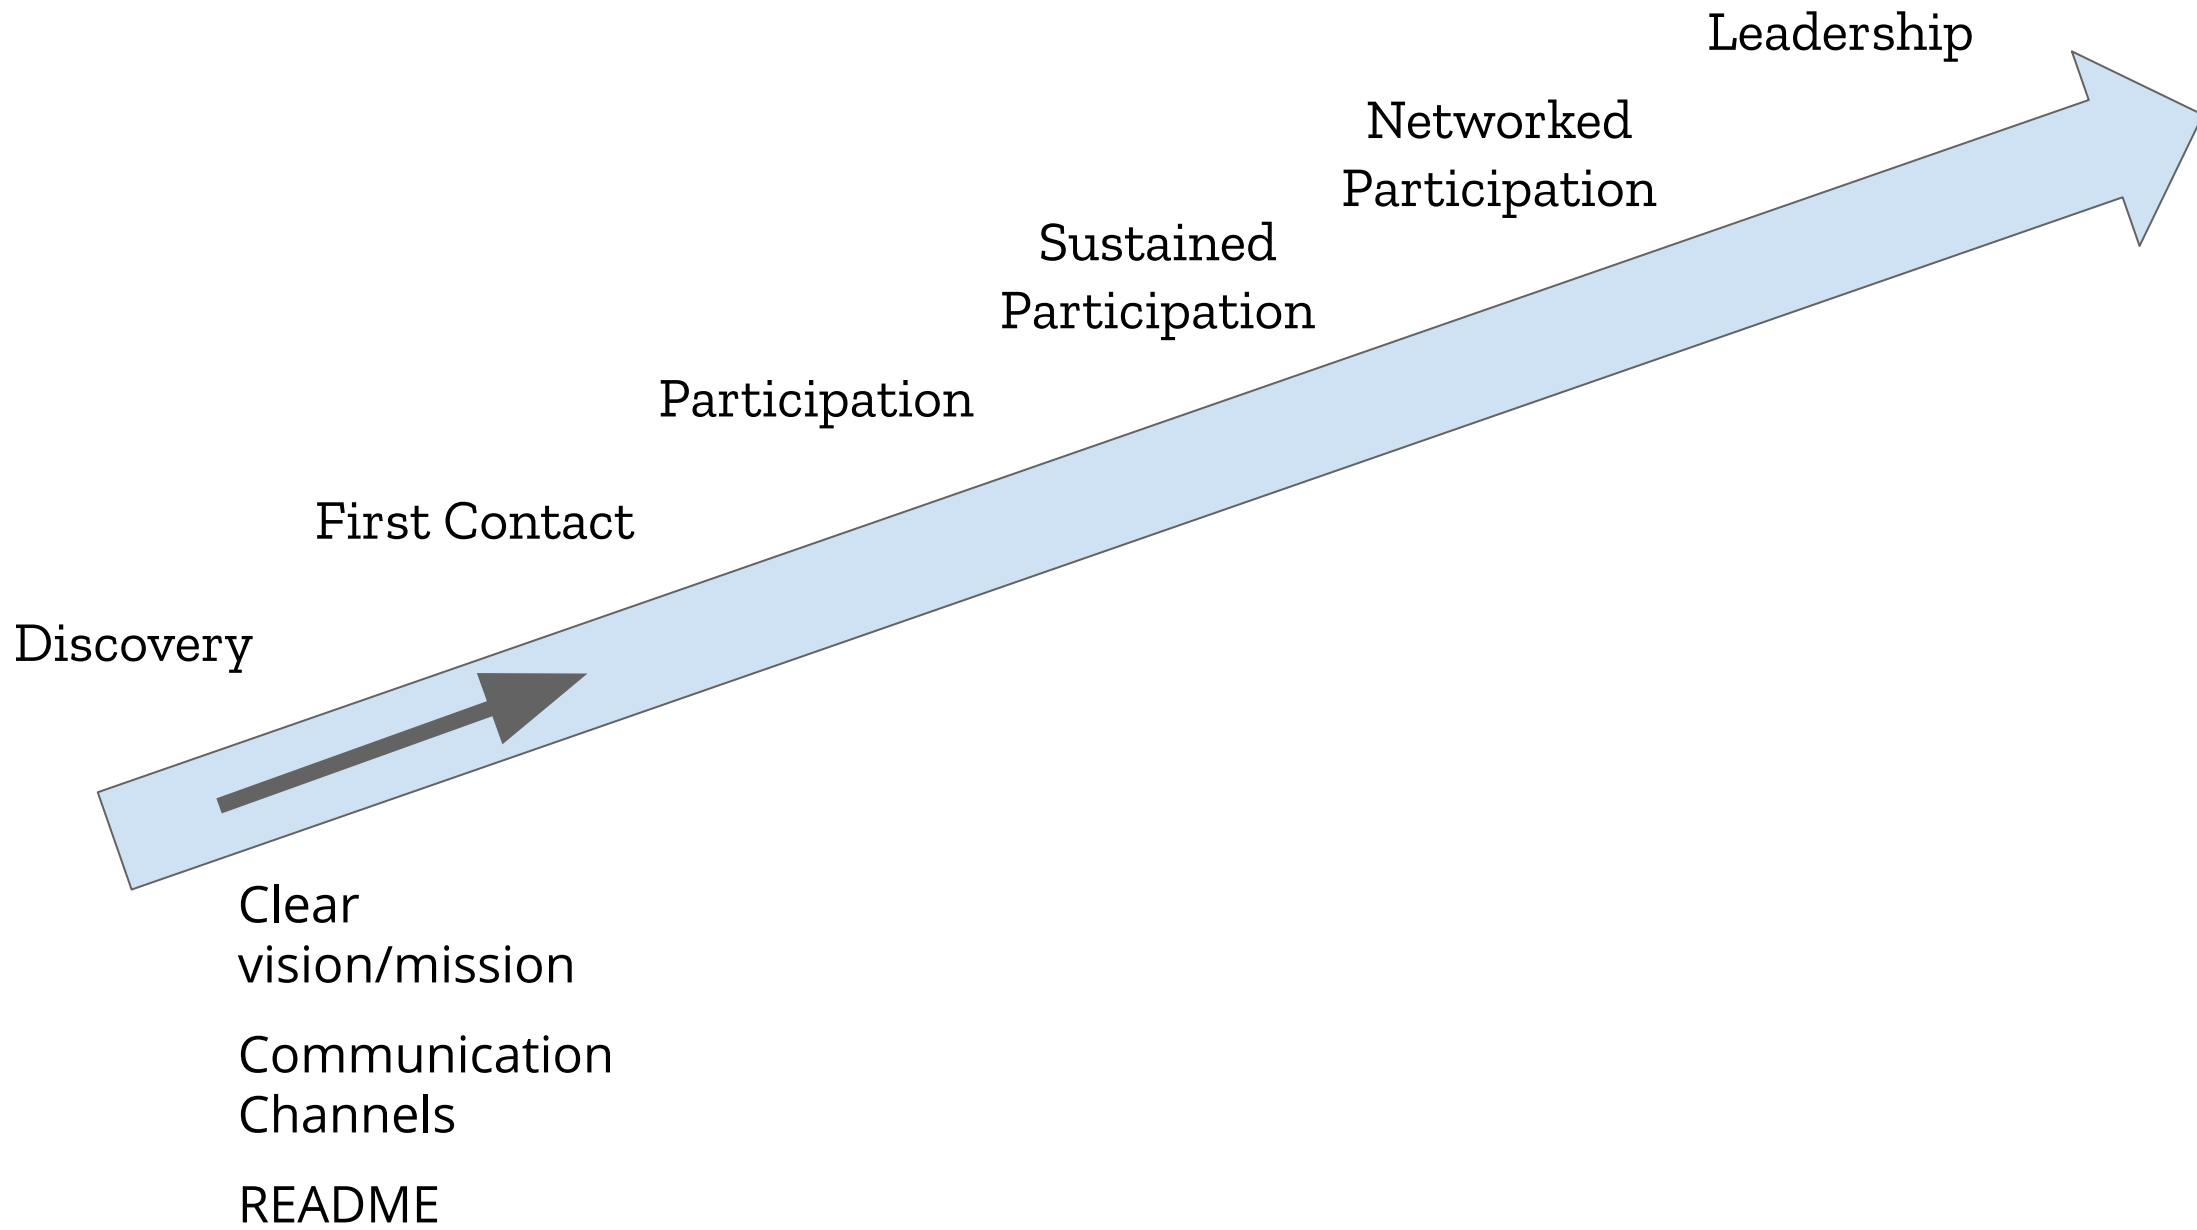 Leadership
Networked
Participation
Sustained
Participation
Participation
First Contact
Discovery
Clear
vision/mission
Communication
Channels
README